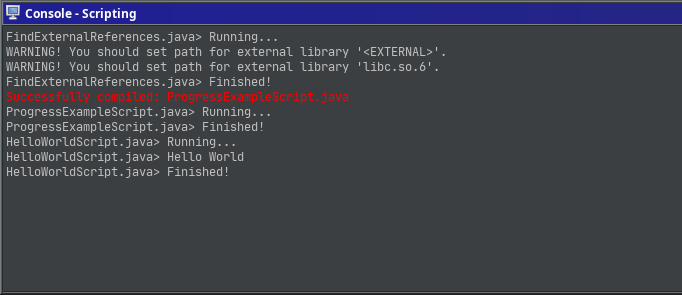 Console - Scripting
FindExternalReferences.java> Running...
WARNING! You should set path for external library '<EXTERNAL>'.
WARNING! You should set path for external library 'libc.so.6'.
FindExternalReferences.java> Finished!
Successfully compiled: ProgressExampleScript.java
ProgressExampleScript.java> Running...
ProgressExampleScript.java> Finished!
HelloWorldScript.java> Running...
HelloWorldScript.java> Hello World
HelloWorldScript.java> Finished!